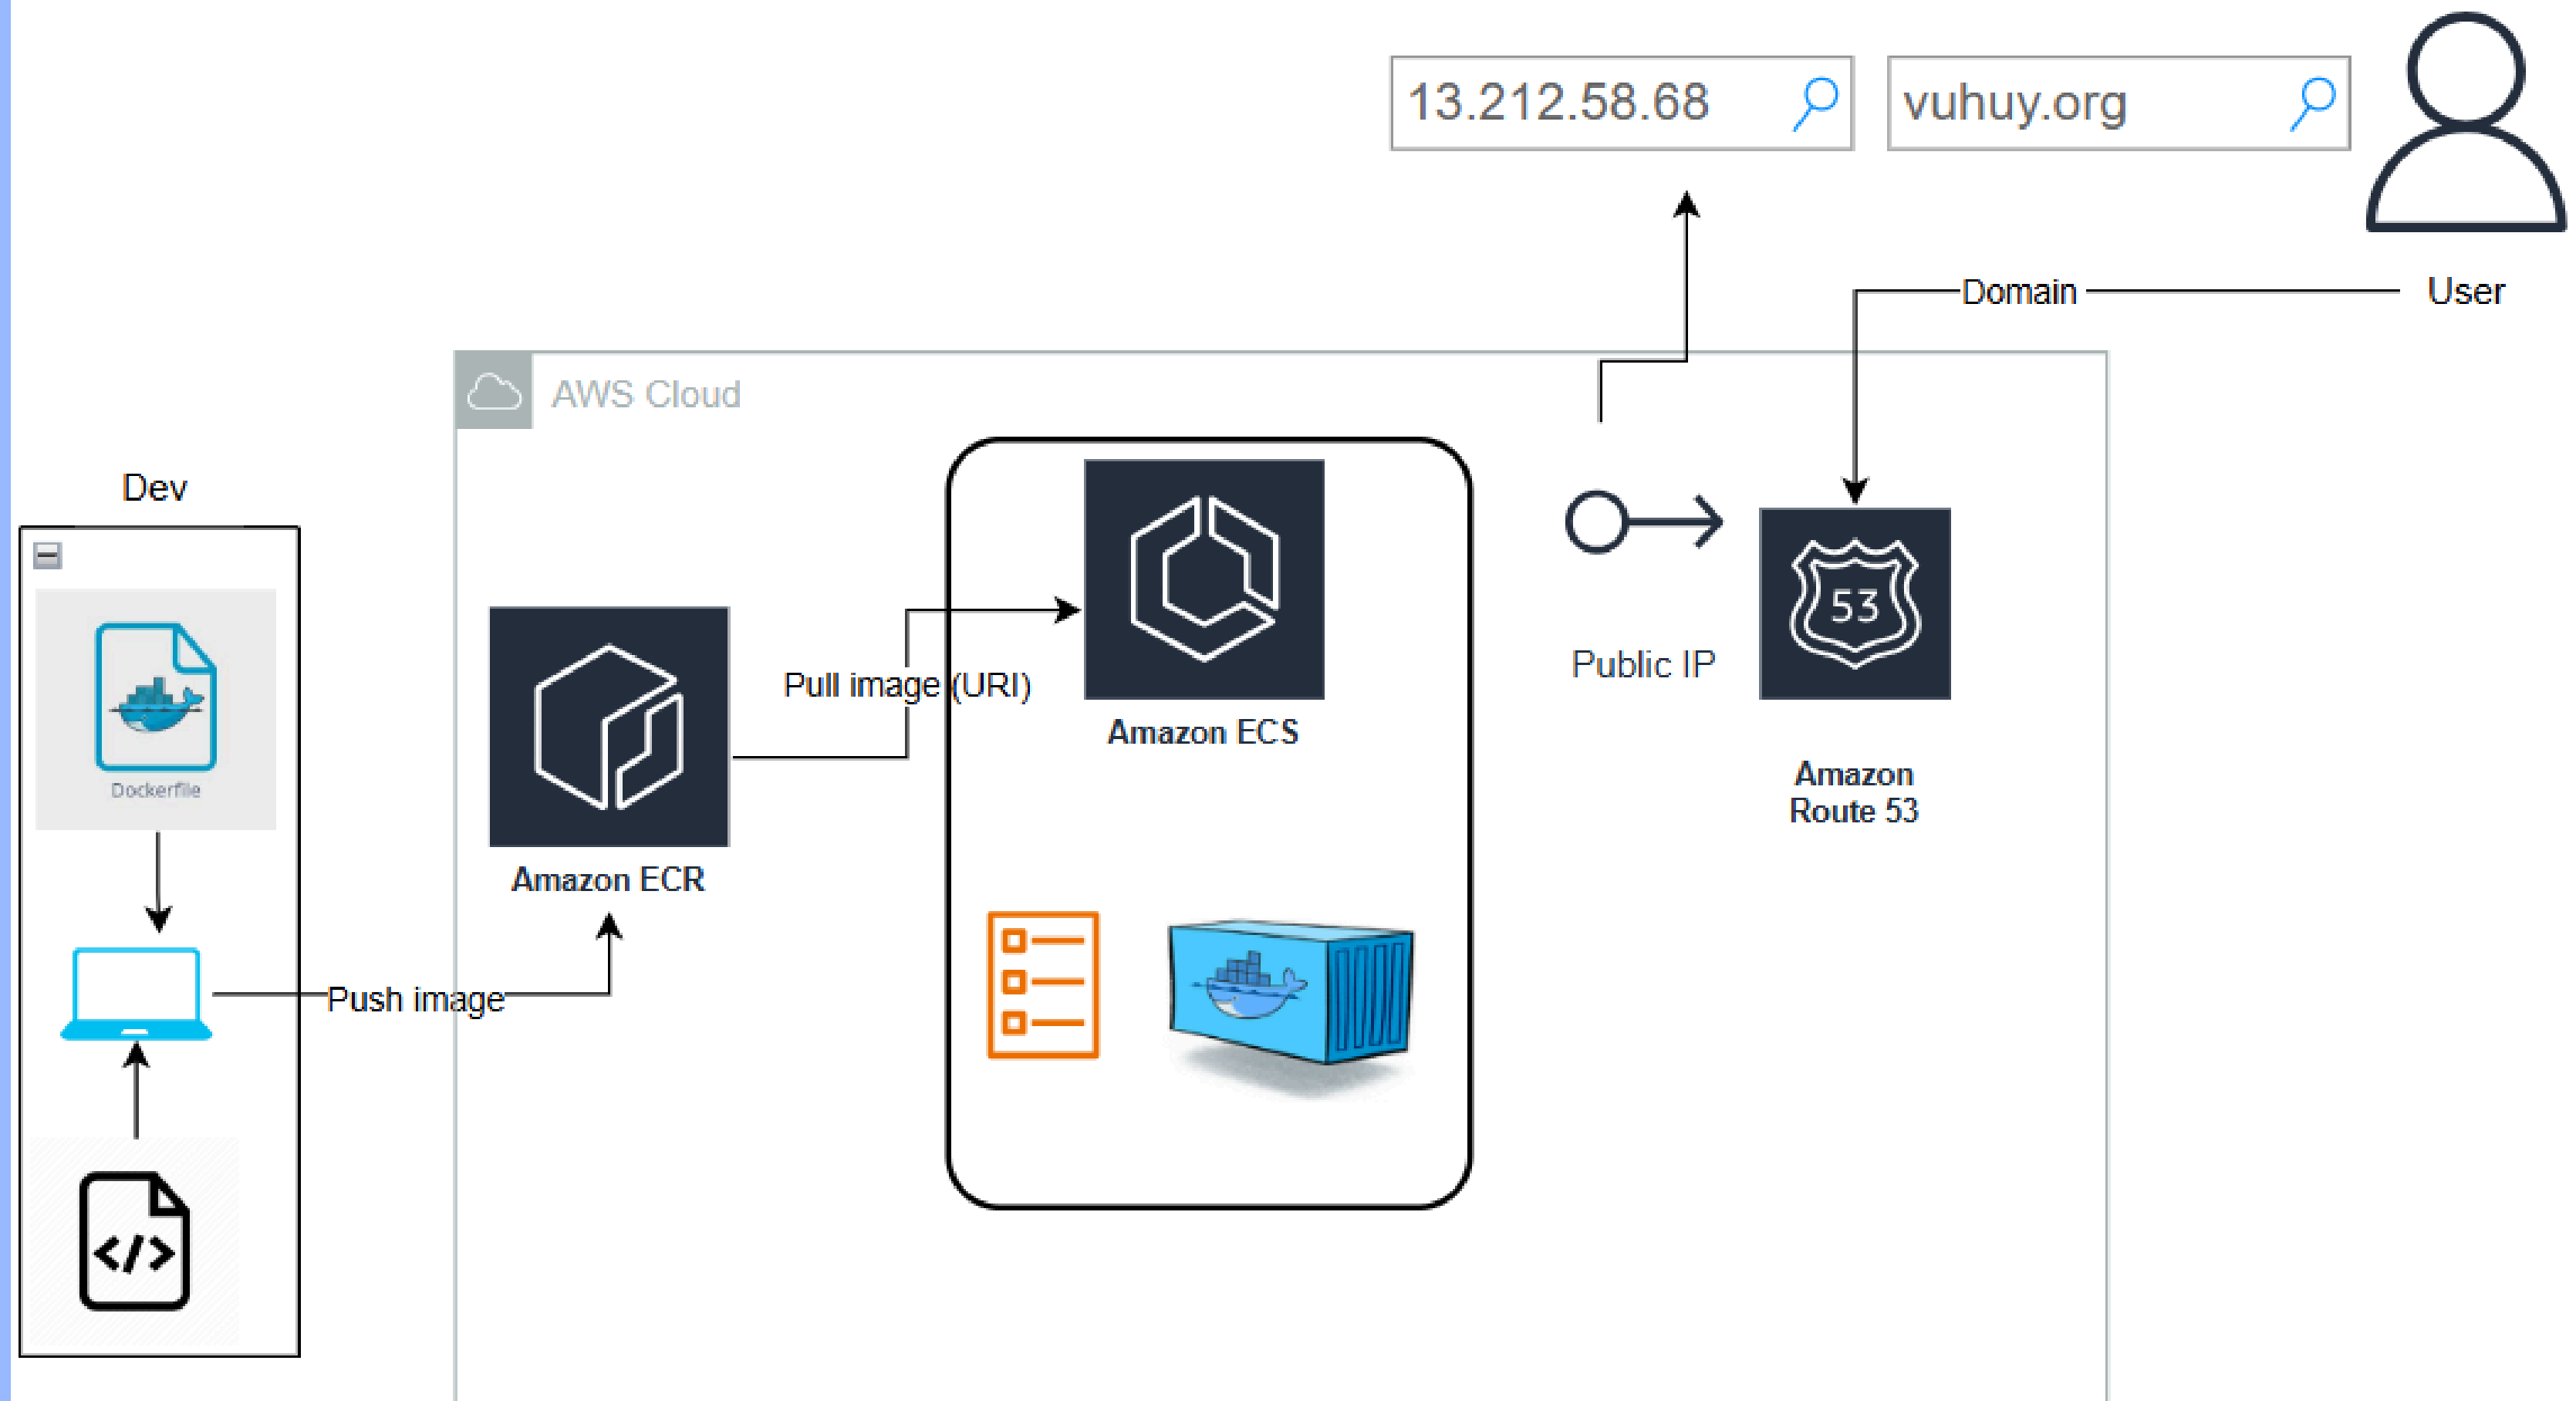 13.212.58.68
vuhuy.org
Domain
User
AWS Cloud
Dev
Dockerfile
Pull image (URI)
Amazon ECS
Public IP
53
Amazon
Route 53
Amazon ECR
Push image
</>